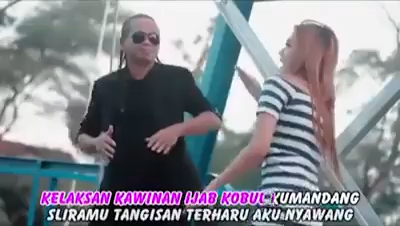 KELAKSAN KAWINAN IJAB KOBUL KUMANDANG
SLIRAMU TANGISAN TERHARU AKU NYAWANG